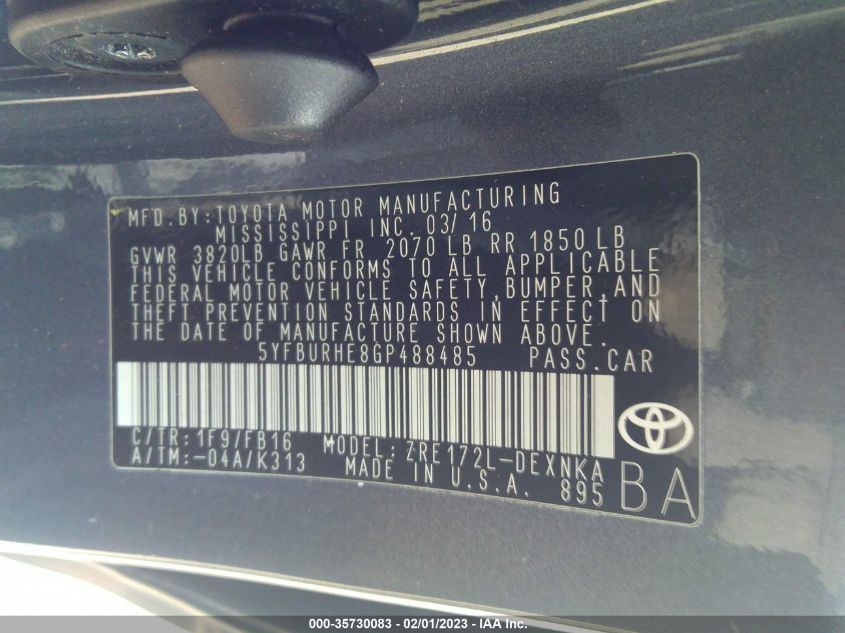 MFD.BY:TOYOTA MOTOR MANUFACTURING
MISSISSIPPI INC. 03/16
GVWR 3820LB GAWR FR 2070 LB RR 1850 LB
THIS VEHICLE CONFORMS TO ALL APPLICABLE
FEDERAL MOTOR VEHICLE SAFETY,BUMPER,AND
THEFT PREVENTION STANDARDS IN EFFECT ON
THE DATE OF MANUFACTURE SHOWN ABOVE.
5YFBURHE8GP488485 PASS.CAR
C/TR:1F9/FB16 MODEL:ZRE172L-DEXNKA
A/TM:-04A/K313 MADE IN U.S.A. 895
BA
000-35730083 - 02/01/2023 - IAA Inc.